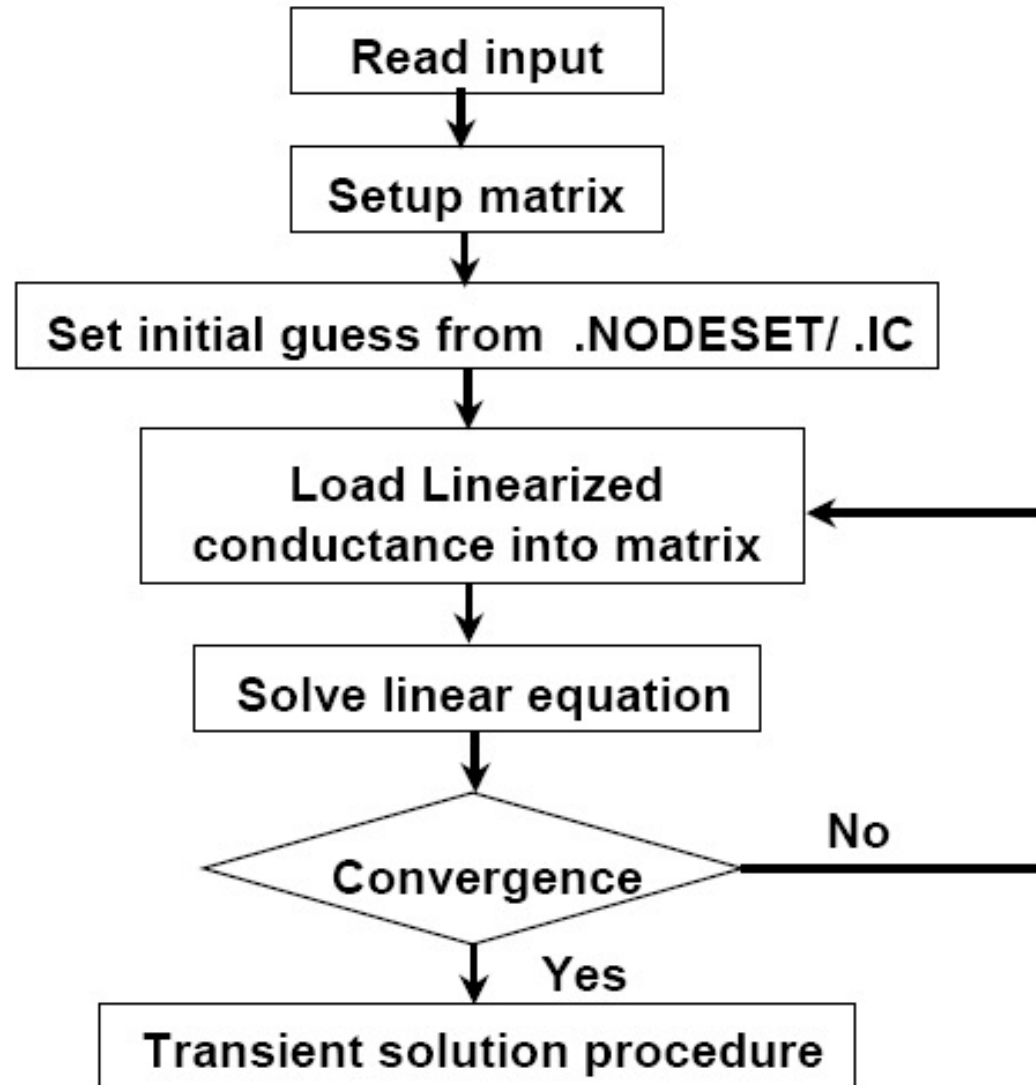 Read input
Setup matrix
Set initial guess from .NODESET/ .IC
Load Linearized
conductance into matrix
Solve linear equation
Convergence
No
Yes
Transient solution procedure